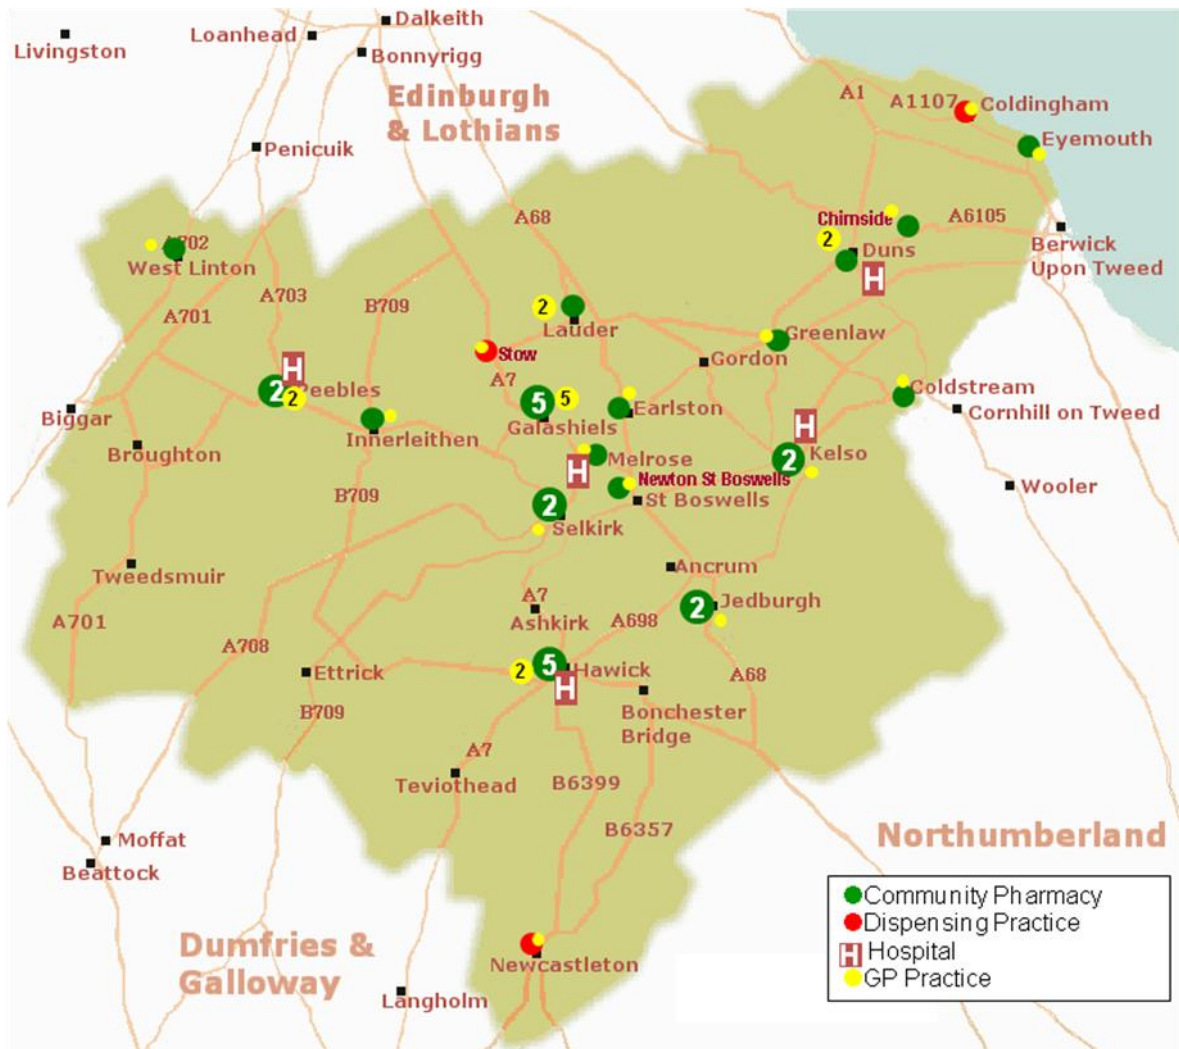 Dalkeith
Livingston
Loanhead
Bonnyrigg
Edinburgh
& Lothians
A1
A1107
Coldingham
Penicuik
Eyemouth
A68
Chirnside
A6105
A702
2
Duns
Berwick
Upon Tweed
West Linton
H
A703
B709
A701
2
Lauder
Greenlaw
Stow
Gordon
H
A7
2
Peebles
2
Coldstream
5
5
Biggar
Earlston
Cornhill on Tweed
Innerleithen
Galashiels
H
Broughton
Melrose
2
Kelso
H
Newton St Boswells
Wooler
B709
2
St Boswells
Selkirk
Ancrum
Tweedsmuir
A7
2
Jedburgh
A701
Ashkirk
A698
A708
Ettrick
2
5
Hawick
A68
H
B709
Bonchester
Bridge
A7
Teviothead
B6399
B6357
Moffat
Northumberland
Beattock
Community Pharmacy
Dispensing Practice
H Hospital
GP Practice
Dumfries &
Galloway
Newcastleton
Langholm